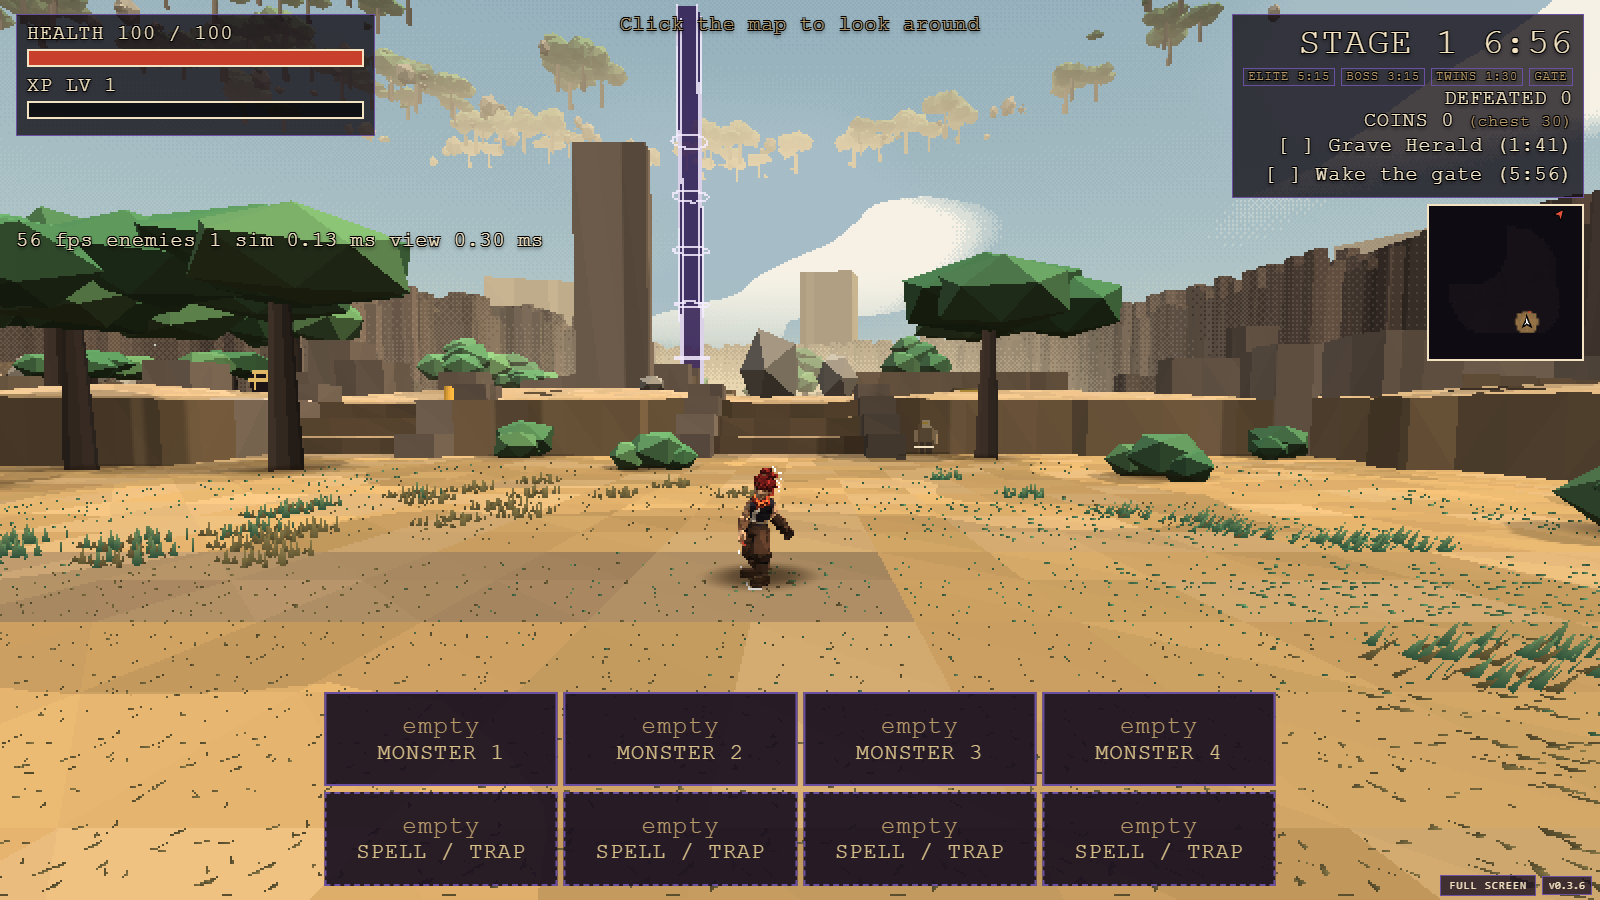 HEALTH 100 / 100
XP LV 1
Click the map to look around
STAGE 1 6:56
ELITE 5:15 BOSS 3:15 TWINS 1:30 GATE
DEFEATED 0
COINS 0 (chest 30)
[ ] Grave Herald (1:41)
[ ] Wake the gate (5:56)
56 fps enemies 1 sim 0.13 ms view 0.30 ms
empty empty empty empty
MONSTER 1 MONSTER 2 MONSTER 3 MONSTER 4
empty empty empty empty
SPELL / TRAP SPELL / TRAP SPELL / TRAP SPELL / TRAP
FULL SCREEN v0.3.6